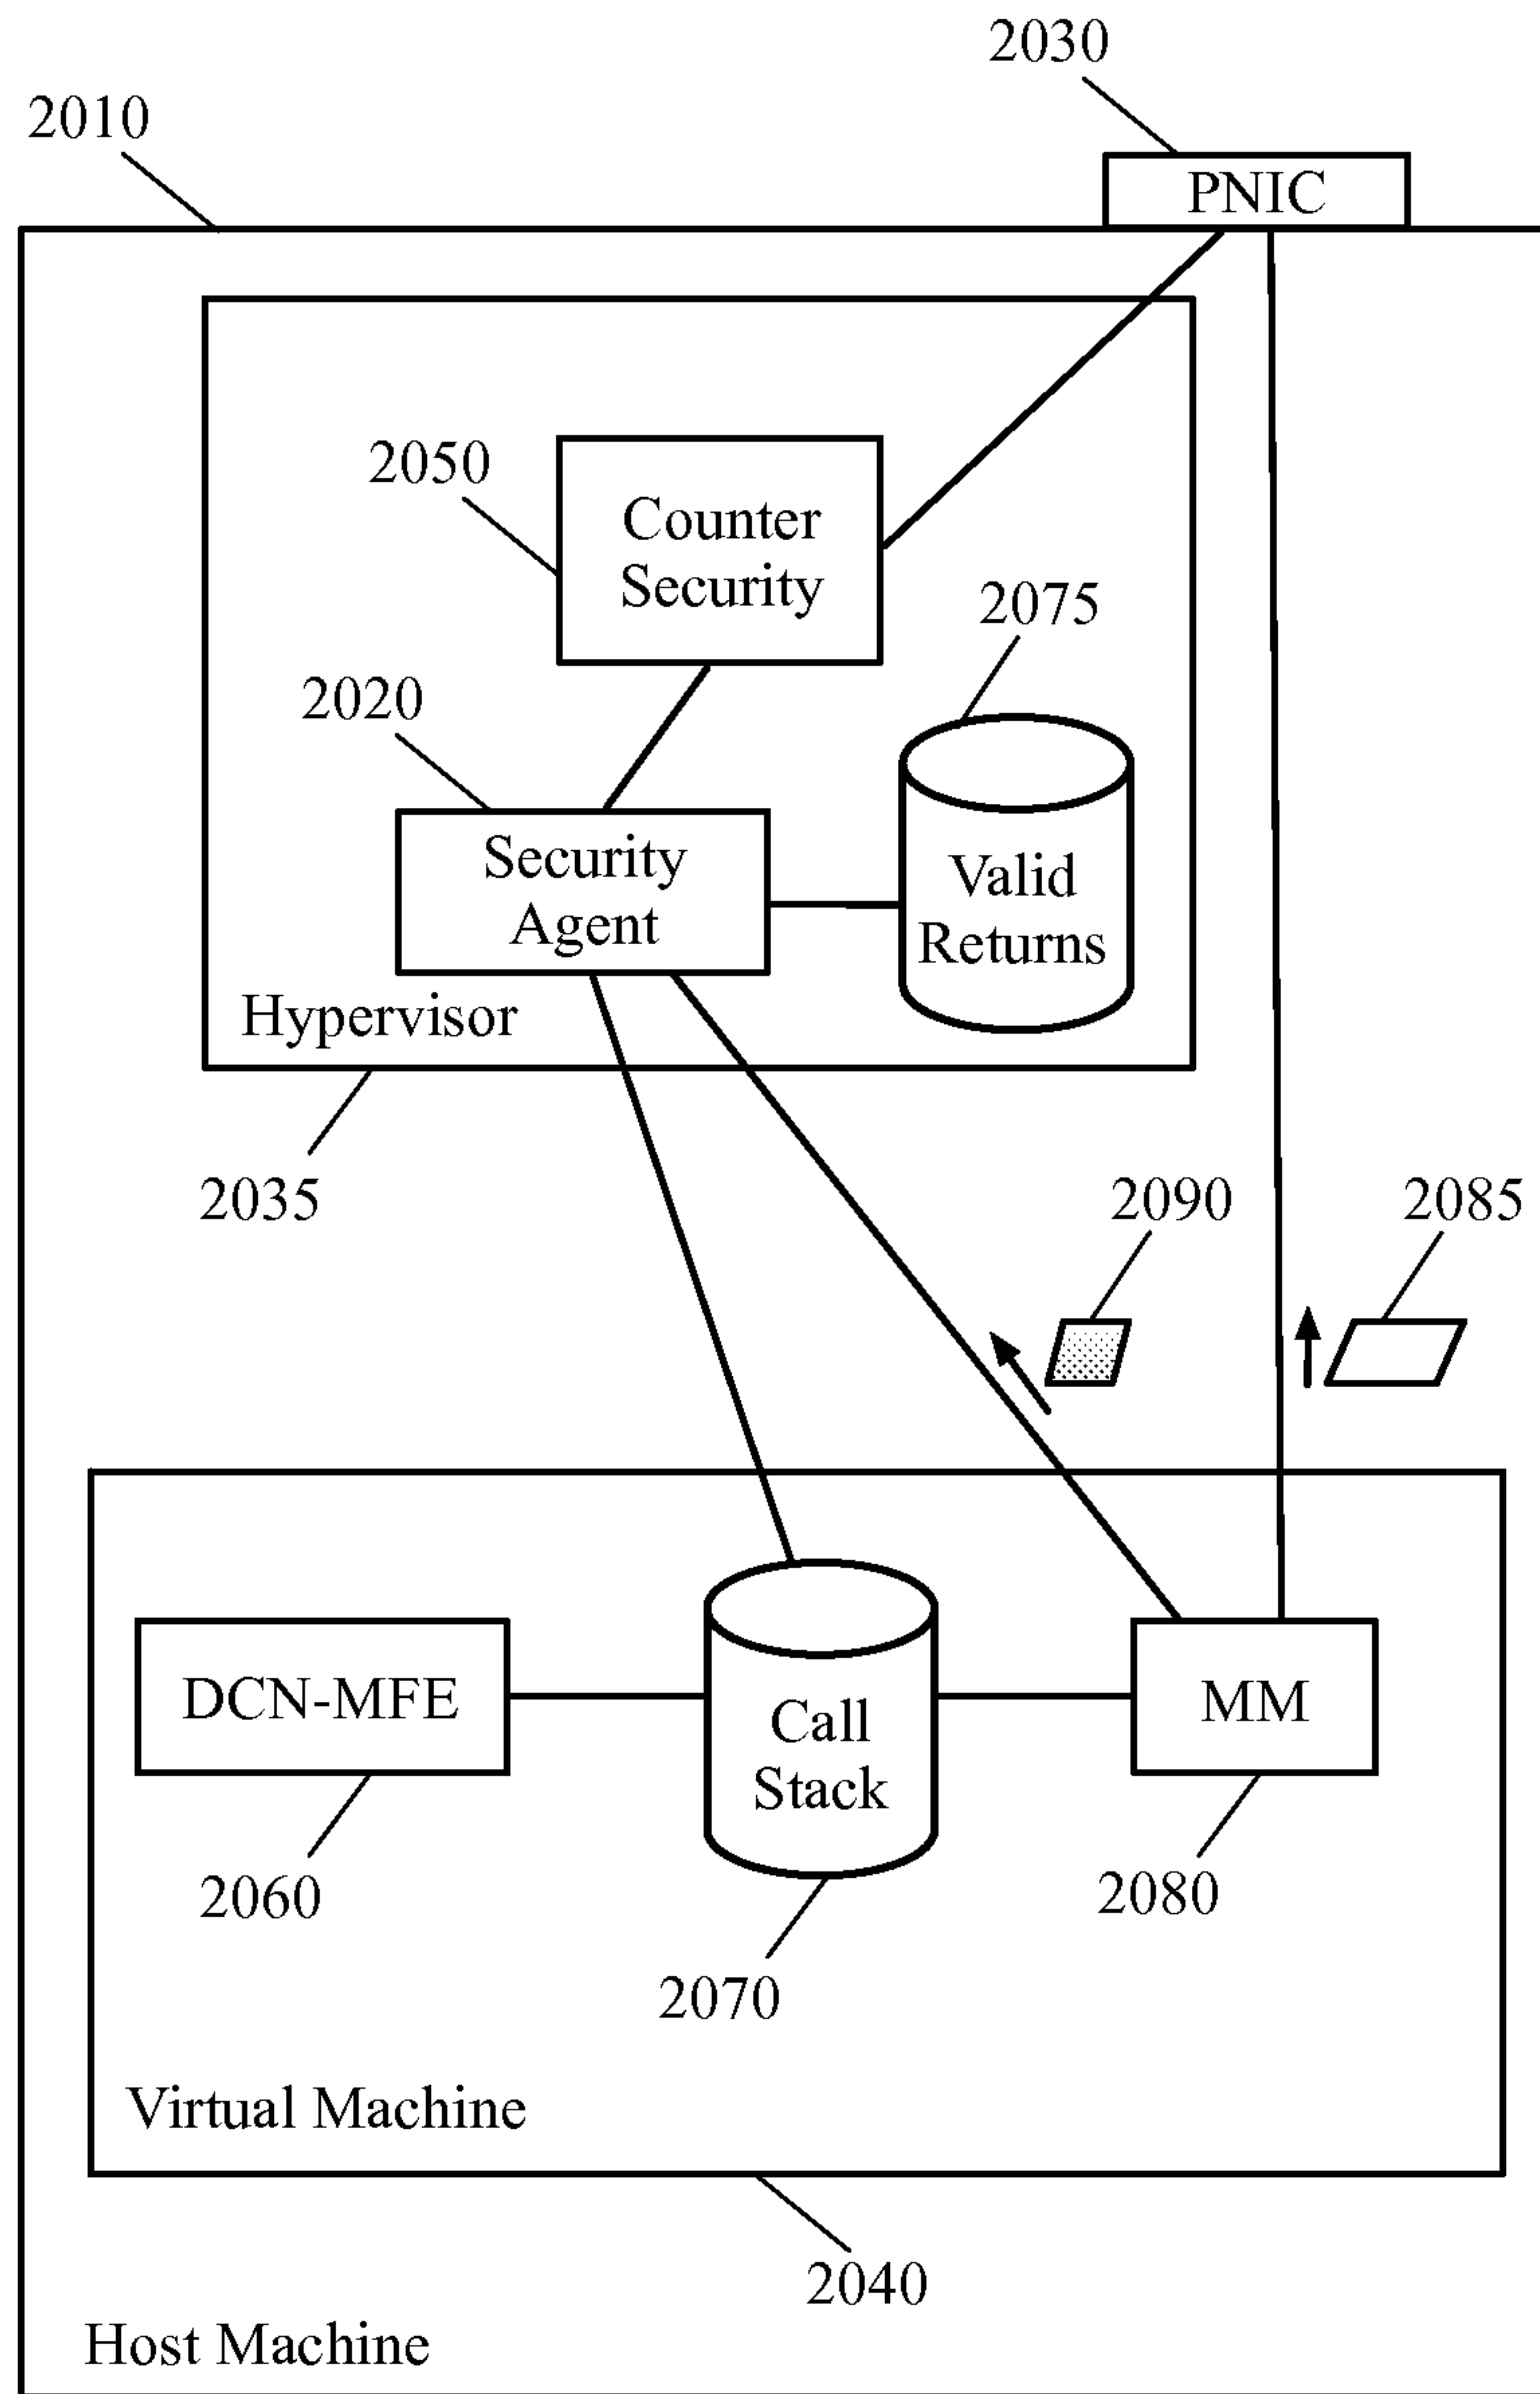 2030
2010
PNIC
2050
Counter
Security
2075
2020
Security
Agent
Valid
Returns
Hypervisor
2035
2090
2085
DCN-MFE
Call
Stack
MM
2060
2080
2070
Virtual Machine
2040
Host Machine